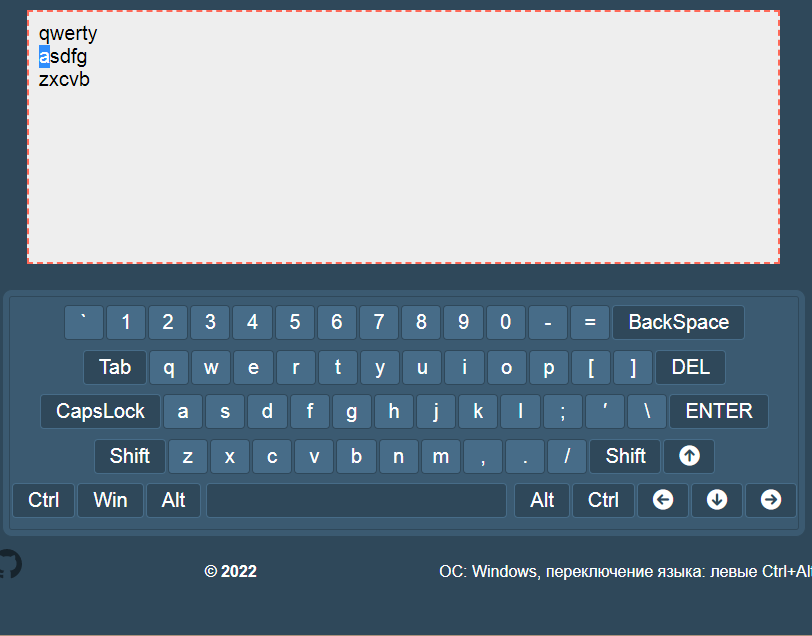 qwerty
asdfg
zxcvb
` 1 2 3 4 5 6 7 8 9 0 - = BackSpace
Tab q w e r t y u i o p [ ] DEL
CapsLock a s d f g h j k l ; ' \ ENTER
Shift z x c v b n m , . / Shift
Ctrl Win Alt Alt Ctrl
© 2022 ОС: Windows, переключение языка: левые Ctrl+Alt